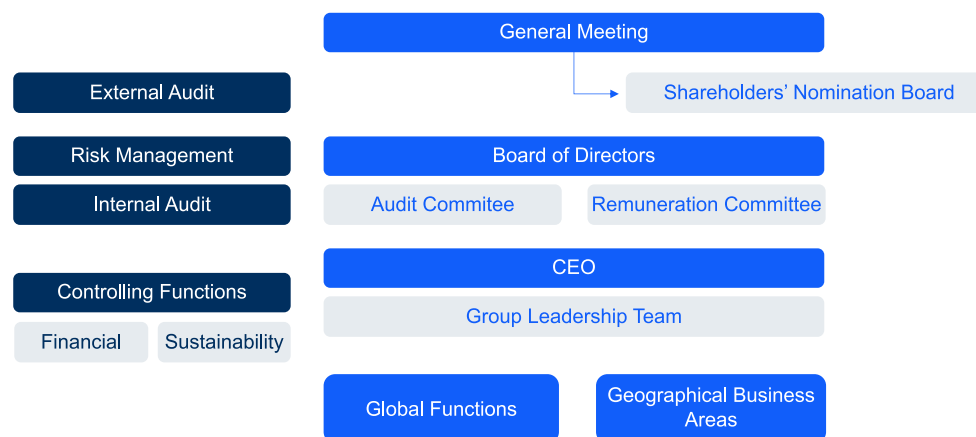 General Meeting
External Audit
Shareholders’ Nomination Board
Risk Management
Board of Directors
Internal Audit
Audit Commitee
Remuneration Committee
CEO
Controlling Functions
Group Leadership Team
Financial
Sustainability
Global Functions
Geographical Business
Areas